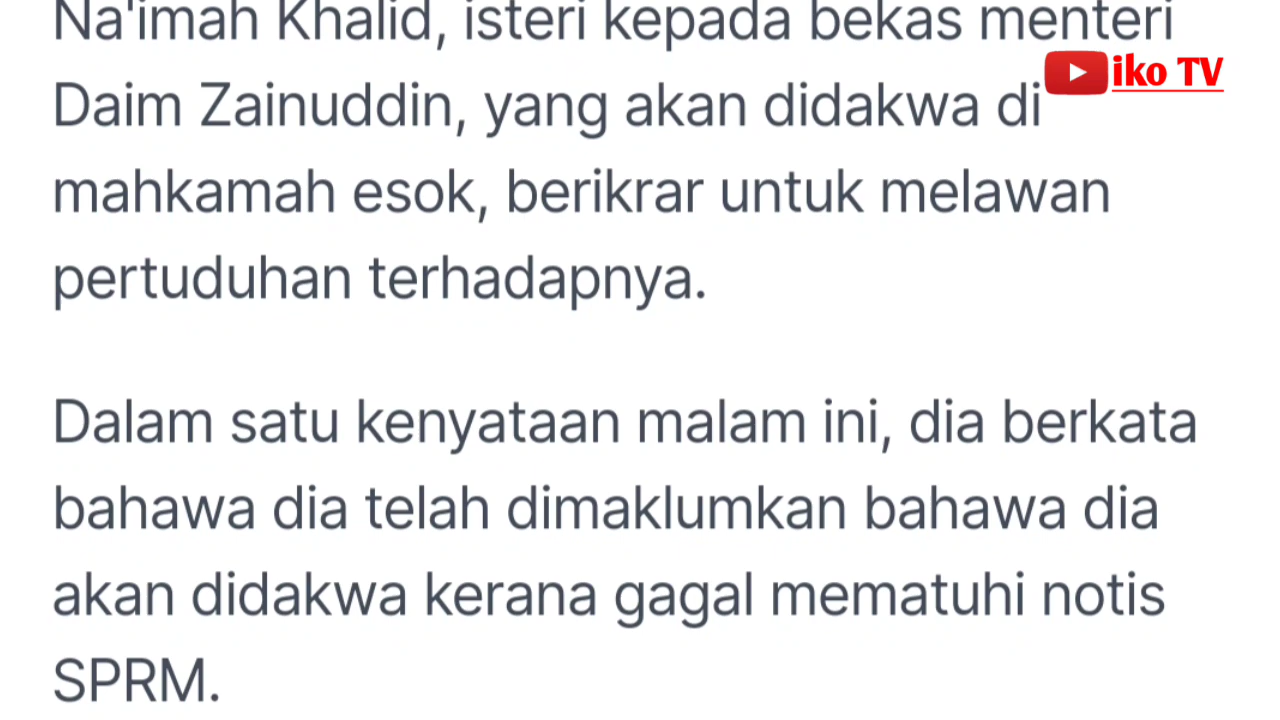 Na'imah Khalid, isteri kepada bekas menteri
iko TV
Daim Zainuddin, yang akan didakwa di
mahkamah esok, berikrar untuk melawan
pertuduhan terhadapnya.
Dalam satu kenyataan malam ini, dia berkata
bahawa dia telah dimaklumkan bahawa dia
akan didakwa kerana gagal mematuhi notis
SPRM.